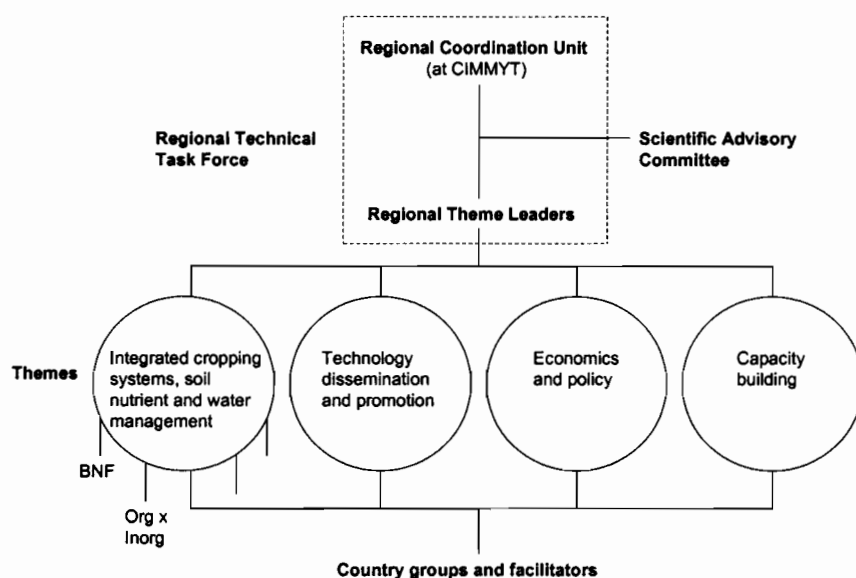 Regional Coordination Unit
(at CIMMYT)
Regional Technical
Task Force
Scientific Advisory
Committee
Regional Theme Leaders
Themes
Integrated cropping
systems, soil
nutrient and water
management
Technology
dissemination
and promotion
Economics
and policy
Capacity
building
BNF
Org x
Inorg
Country groups and facilitators